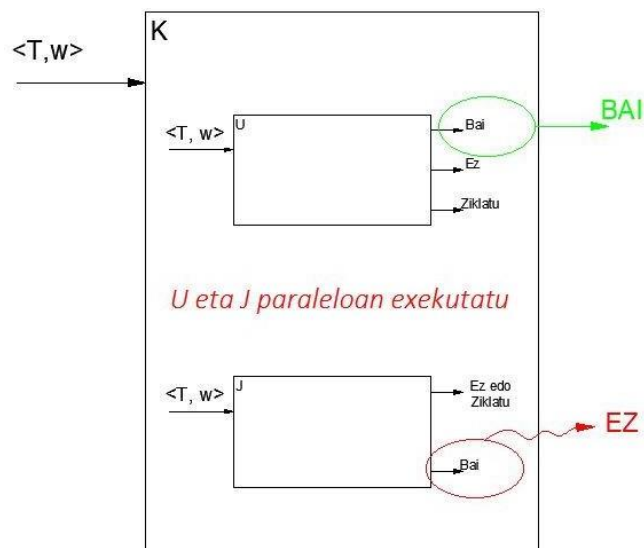 K
<T,w>
U
<T, w>
Bai
Ez
Ziklatu
BAI
U eta J paraleloan exekutatu
J
<T, w>
Ez edo
Ziklatu
Bai
EZ